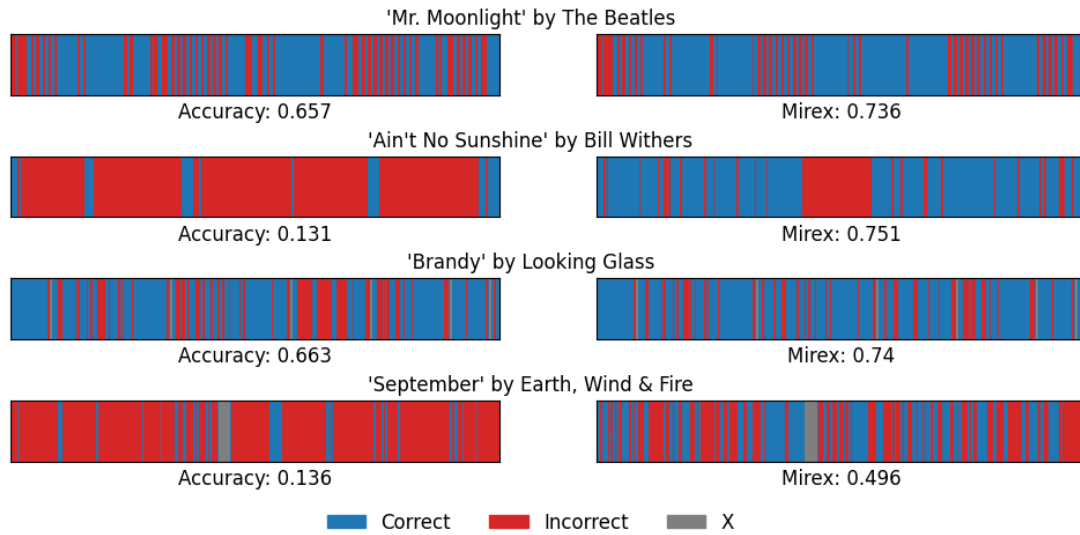 'Mr. Moonlight' by The Beatles
Accuracy: 0.657
Mirex: 0.736
'Ain't No Sunshine' by Bill Withers
Accuracy: 0.131
Mirex: 0.751
'Brandy' by Looking Glass
Accuracy: 0.663
Mirex: 0.74
'September' by Earth, Wind & Fire
Accuracy: 0.136
Mirex: 0.496
Correct Incorrect X